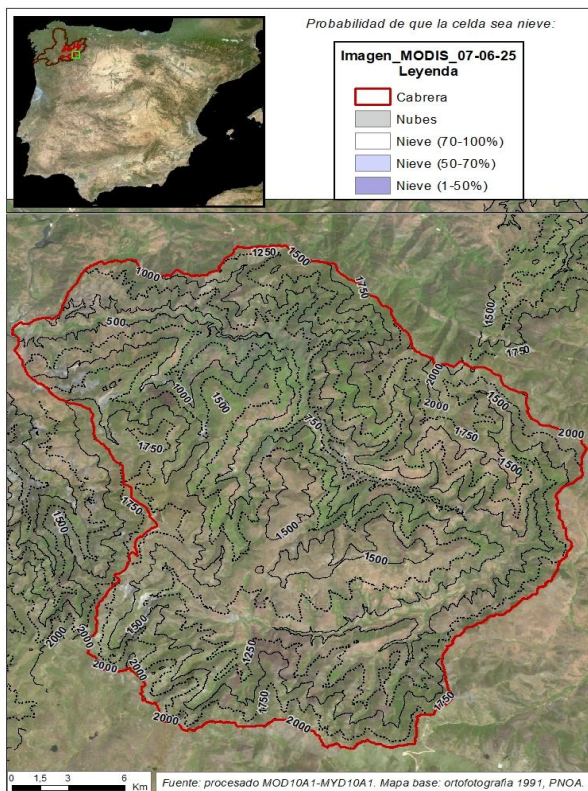 Probabilidad de que la celda sea nieve:
Imagen_MODIS_07-06-25
Leyenda
Cabrera
Nubes
Nieve (70-100%)
Nieve (50-70%)
Nieve (1-50%)
1250
1500
1000
1750
1500
500
1750
2000
1000
1500
2000
1500
750
1750
2000
1750
1500
1750
1500
1500
1500
1500
2000
2000
1250
2000
2000
1750
1750
2000
2000
0 1,5 3 6
Km
Fuente: procesado MOD10A1-MYD10A1. Mapa base: ortofotografia 1991, PNOA